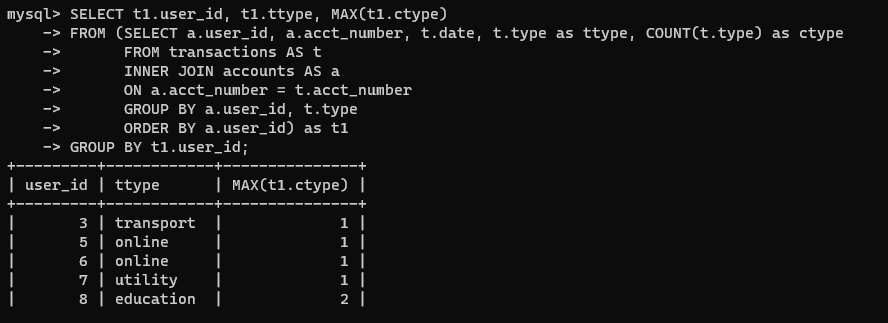 mysql> SELECT t1.user_id, t1.ttype, MAX(t1.ctype)
    -> FROM (SELECT a.user_id, a.acct_number, t.date, t.type as ttype, COUNT(t.type) as ctype
    ->       FROM transactions AS t
    ->       INNER JOIN accounts AS a
    ->       ON a.acct_number = t.acct_number
    ->       GROUP BY a.user_id, t.type
    ->       ORDER BY a.user_id) as t1
    -> GROUP BY t1.user_id;
+---------+-----------+---------------+
| user_id | ttype     | MAX(t1.ctype) |
+---------+-----------+---------------+
|       3 | transport |             1 |
|       5 | online    |             1 |
|       6 | online    |             1 |
|       7 | utility   |             1 |
|       8 | education |             2 |